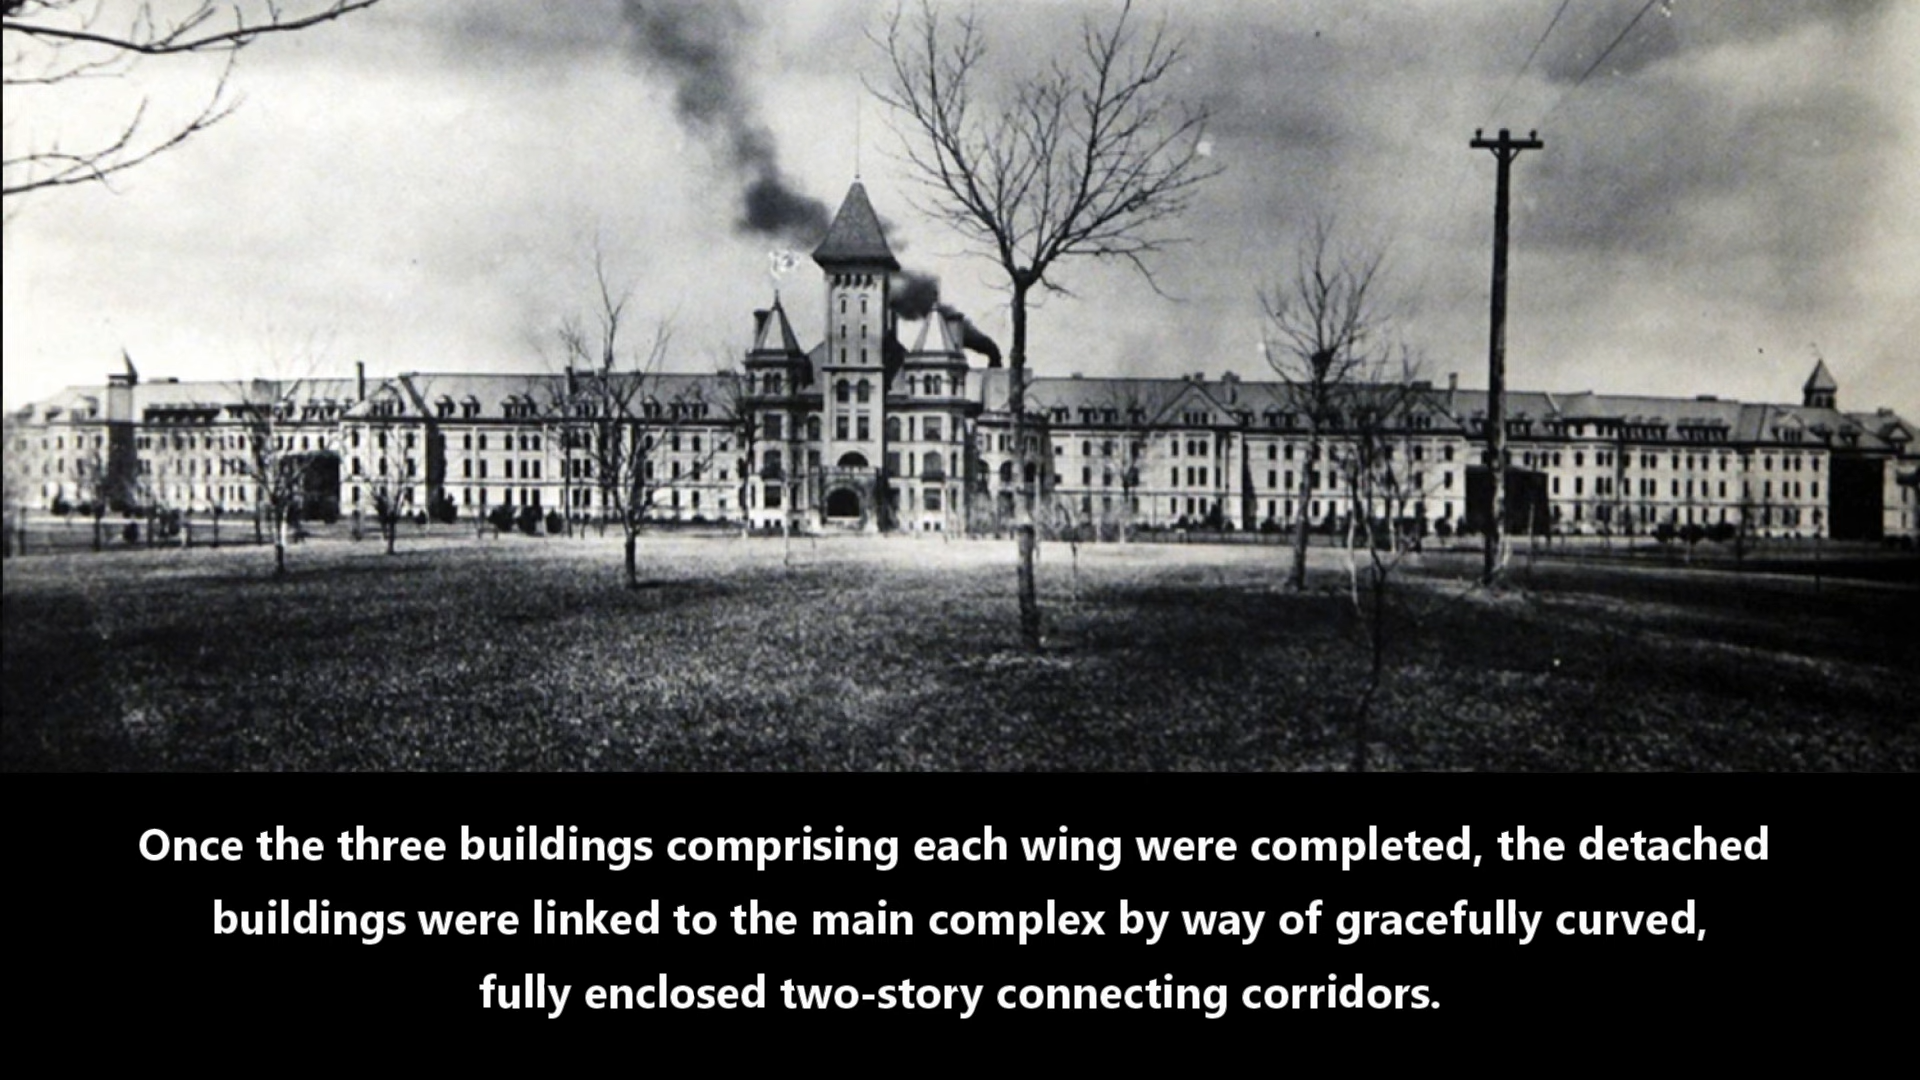 Once the three buildings comprising each wing were completed, the detached
buildings were linked to the main complex by way of gracefully curved,
fully enclosed two-story connecting corridors.